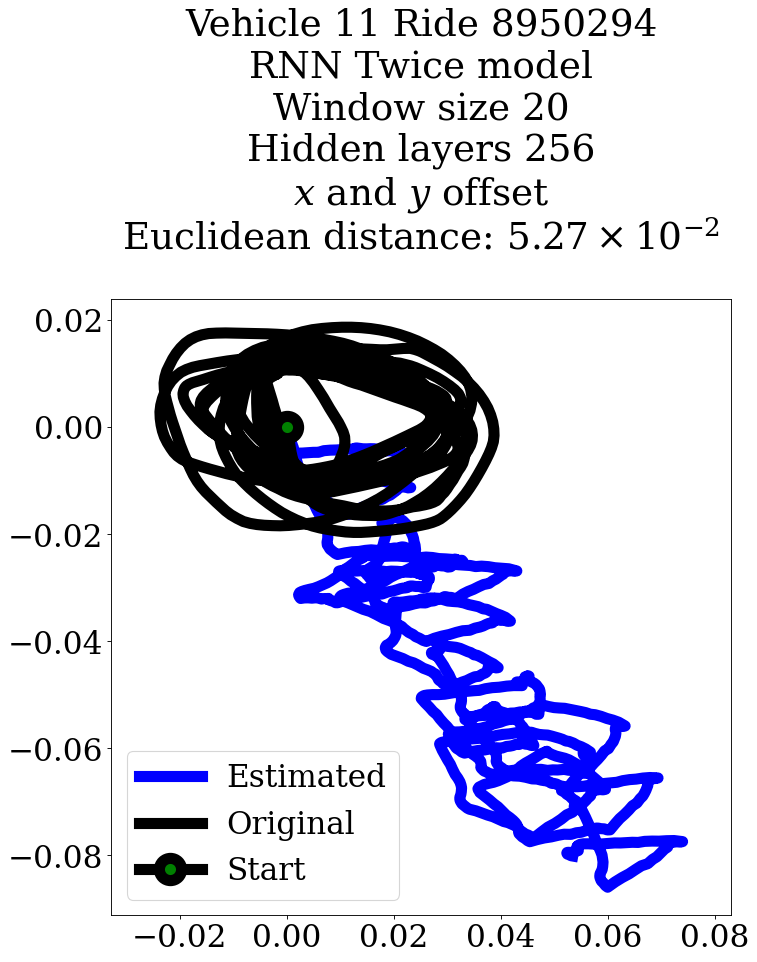 Vehicle 11 Ride 8950294
RNN Twice model
Window size 20
Hidden layers 256
x and y offset
Euclidean distance: 5.27 × 10⁻²
0.02
0.00
−0.02
−0.04
−0.06
−0.08
Estimated
Original
Start
−0.02 0.00 0.02 0.04 0.06 0.08